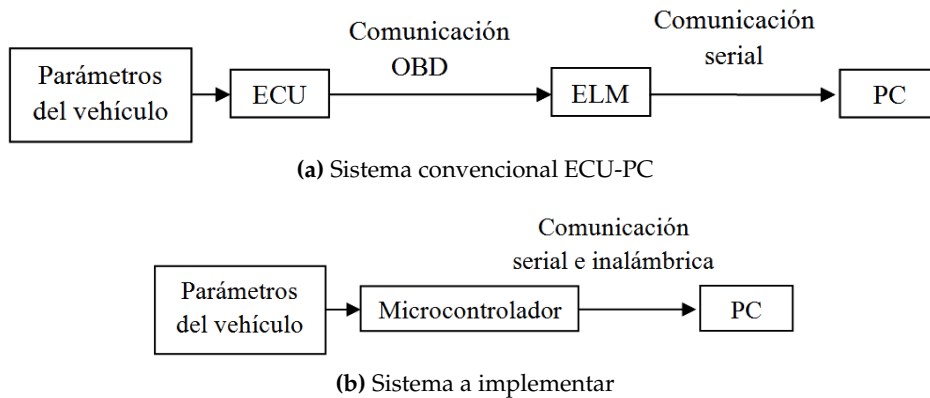 Comunicación
OBD
Comunicación
serial
Parámetros
del vehículo
ECU
ELM
PC
(a) Sistema convencional ECU-PC
Comunicación
serial e inalámbrica
Parámetros
del vehículo
Microcontrolador
PC
(b) Sistema a implementar